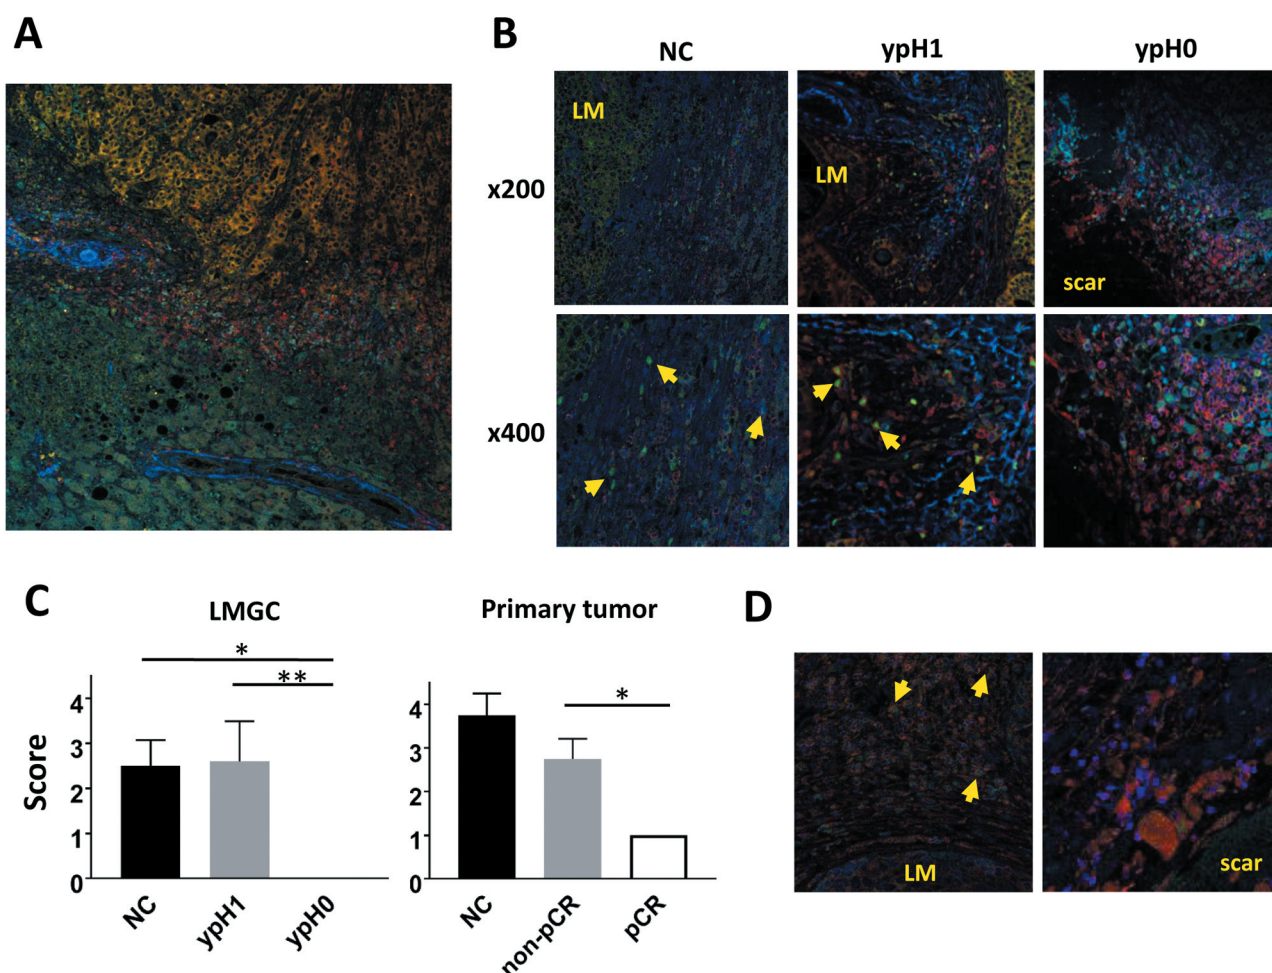 A
B
NC
ypH1
ypH0
LM
LM
scar
x200
x400
C
LMGC
Primary tumor
D
*
**
*
Score
4
3
2
1
0
4
3
2
1
0
NC
ypH1
ypH0
NC
non-pCR
pCR
LM
scar